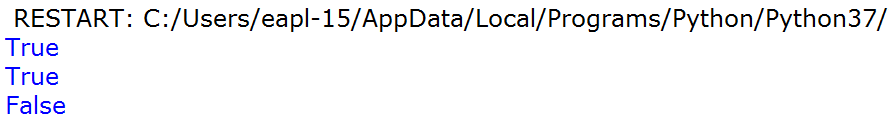 RESTART: C:/Users/eapl-15/AppData/Local/Programs/Python/Python37/
True
True
False